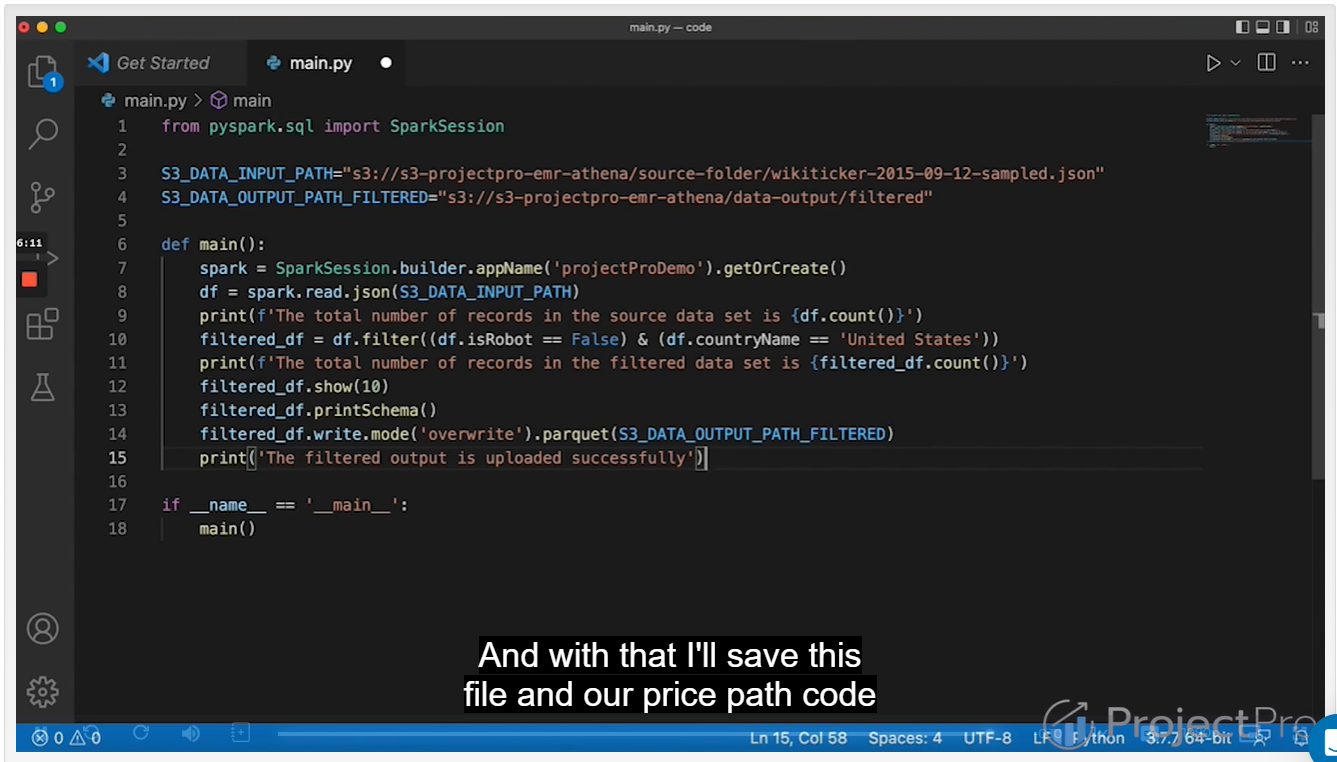 main.py — code
1
Get Started
main.py
main.py > main
1 from pyspark.sql import SparkSession
2
3 S3_DATA_INPUT_PATH="s3://s3-projectpro-emr-athena/source-folder/wikiticker-2015-09-12-sampled.json"
4 S3_DATA_OUTPUT_PATH_FILTERED="s3://s3-projectpro-emr-athena/data-output/filtered"
5
6 def main():
7     spark = SparkSession.builder.appName('projectProDemo').getOrCreate()
8     df = spark.read.json(S3_DATA_INPUT_PATH)
9     print(f'The total number of records in the source data set is {df.count()}')
10     filtered_df = df.filter((df.isRobot == False) & (df.countryName == 'United States'))
11     print(f'The total number of records in the filtered data set is {filtered_df.count()}')
12     filtered_df.show(10)
13     filtered_df.printSchema()
14     filtered_df.write.mode('overwrite').parquet(S3_DATA_OUTPUT_PATH_FILTERED)
15     print('The filtered output is uploaded successfully')
16
17 if __name__ == '__main__':
18     main()
6:11
And with that I'll save this
file and our price path code
ProjectPro
0 0 Ln 15, Col 58 Spaces: 4 UTF-8 LF Python 3.7.7 64-bit